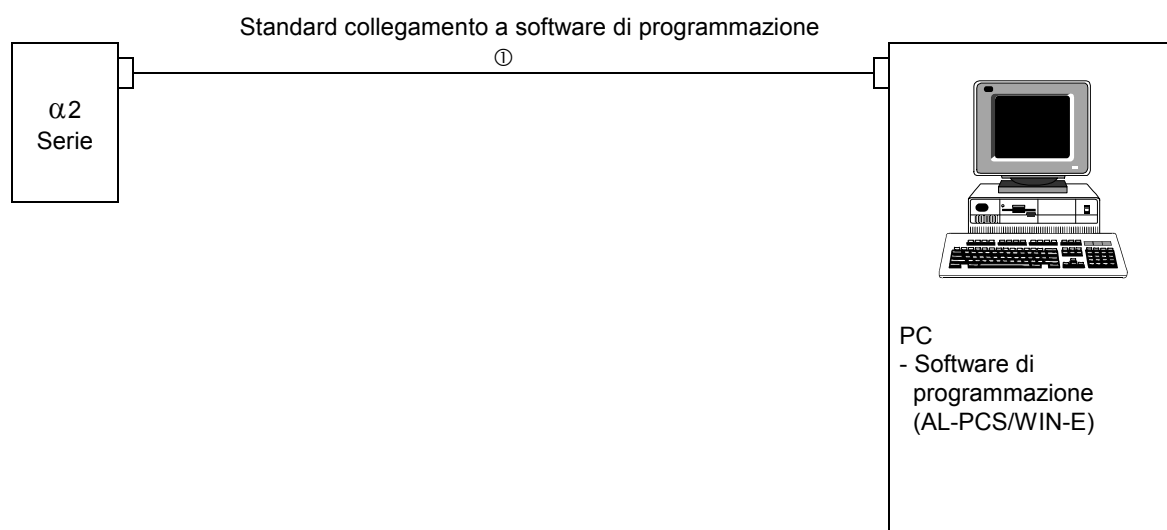 Standard collegamento a software di programmazione
①
α2
Serie
PC
- Software di
programmazione
(AL-PCS/WIN-E)